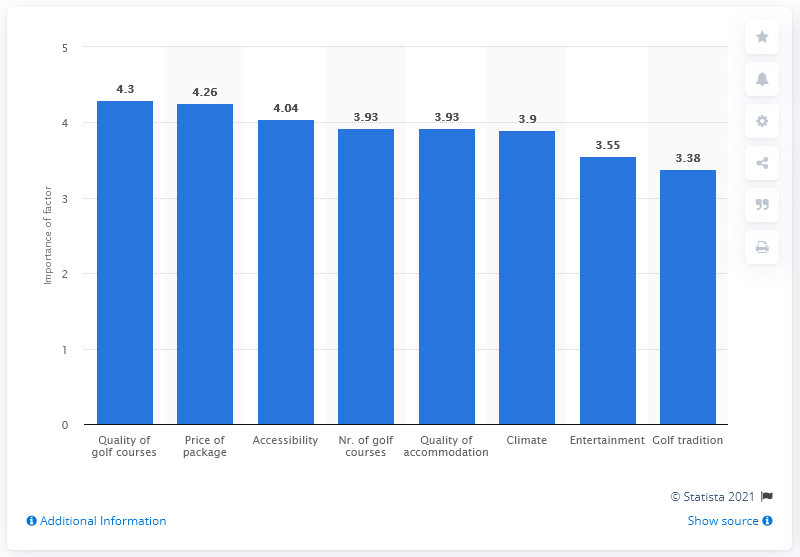 5
4
3
2
1
0
Importance of factor
4.3
4.26
4.04
3.93
3.93
3.9
3.55
3.38
Quality of
golf courses
Price of
package
Accessibility
Nr. of golf
courses
Quality of
accommodation
Climate
Entertainment
Golf tradition
© Statista 2021
Additional Information
Show source